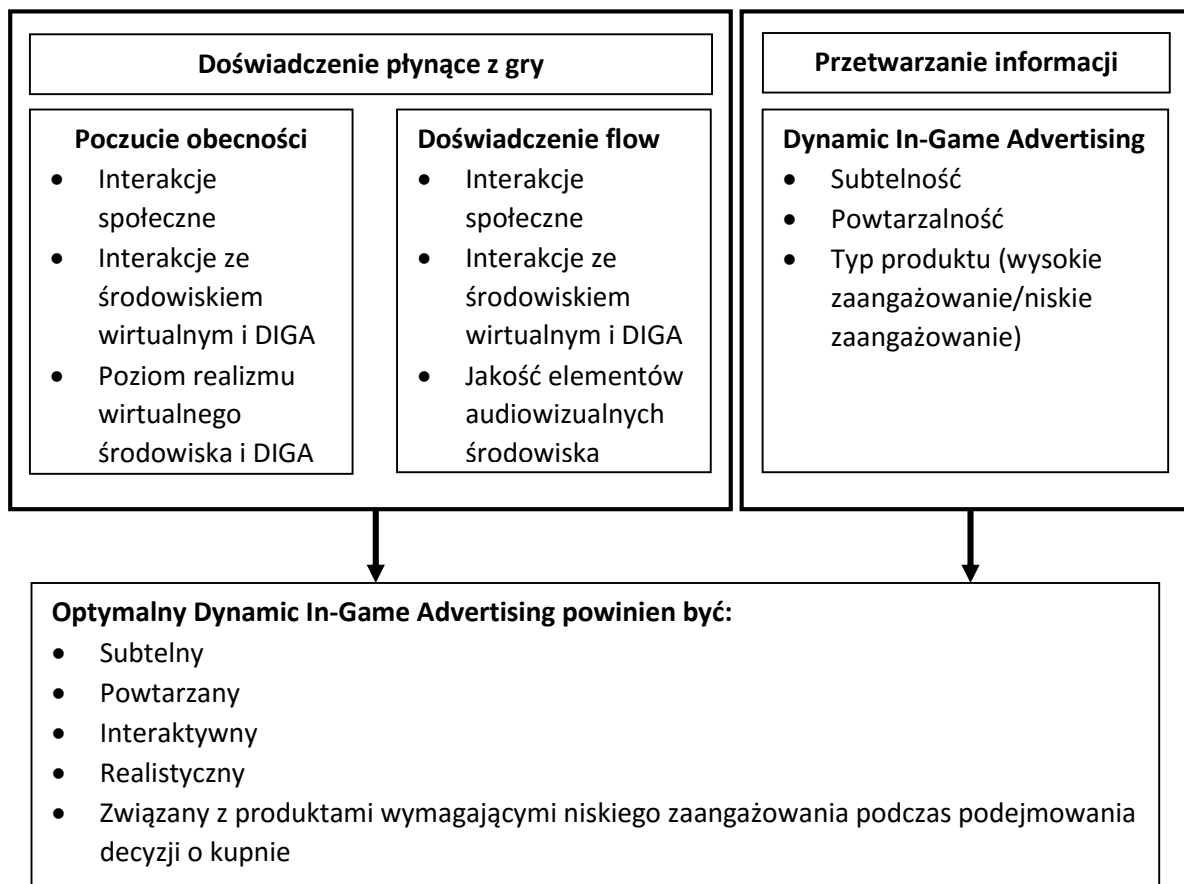 Doświadczenie płynące z gry
Poczucie obecności
• Interakcje
społeczne
• Interakcje ze
środowiskiem
wirtualnym i DIGA
• Poziom realizmu
wirtualnego
środowiska i DIGA
Doświadczenie flow
• Interakcje
społeczne
• Interakcje ze
środowiskiem
wirtualnym i DIGA
• Jakość elementów
audiowizualnych
środowiska
Przetwarzanie informacji
Dynamic In-Game Advertising
• Subtelność
• Powtarzalność
• Typ produktu (wysokie
zaangażowanie/niskie
zaangażowanie)
Optymalny Dynamic In-Game Advertising powinien być:
• Subtelny
• Powtarzany
• Interaktywny
• Realistyczny
• Związany z produktami wymagającymi niskiego zaangażowania podczas podejmowania
decyzji o kupnie